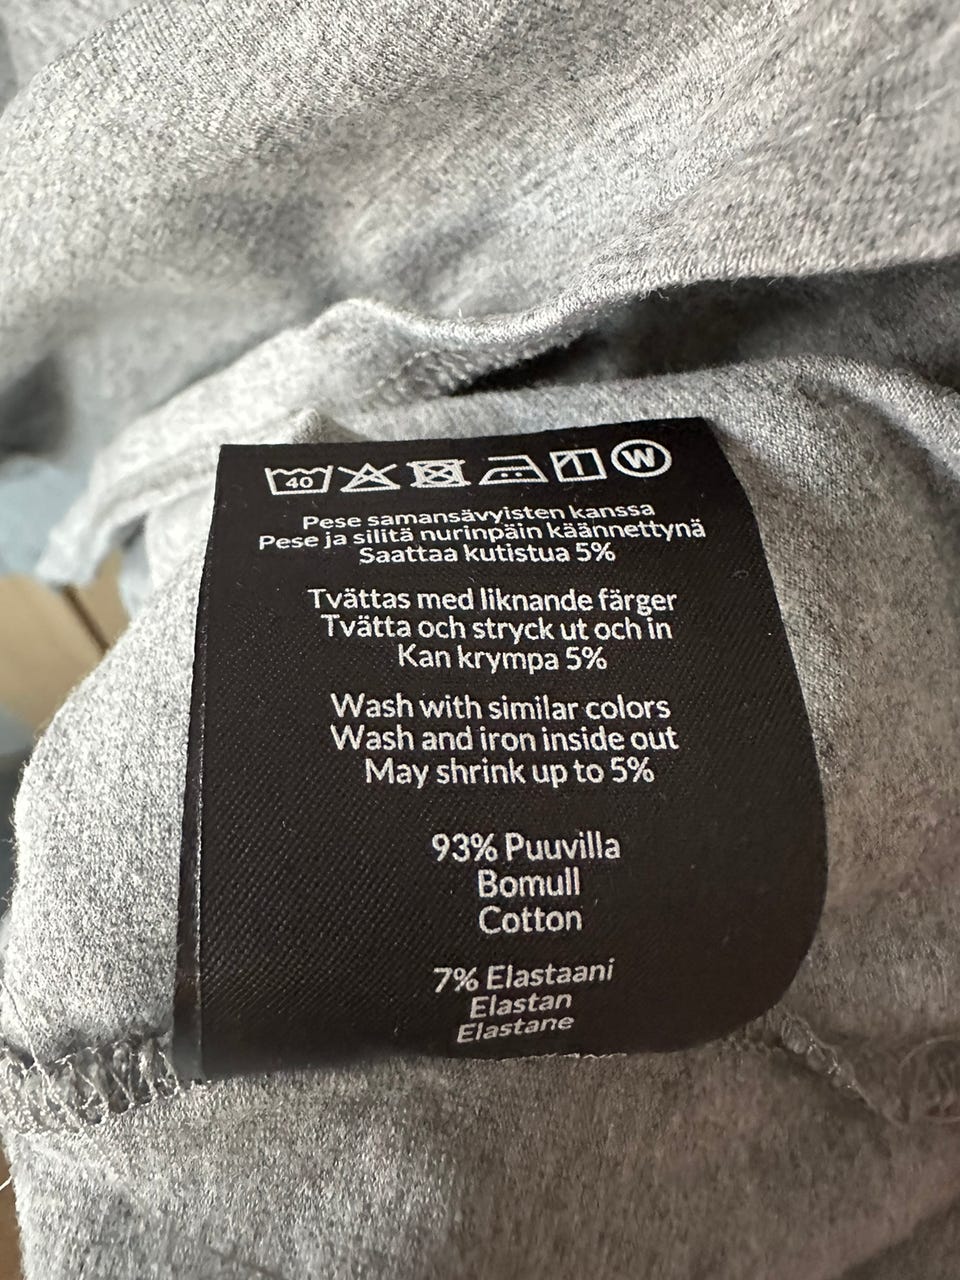 40 W
Pese samansävyisten kanssa
Pese ja silitä nurinpäin käännettynä
Saattaa kutistua 5%
Tvättas med liknande färger
Tvätta och stryck ut och in
Kan krympa 5%
Wash with similar colors
Wash and iron inside out
May shrink up to 5%
93% Puuvilla
Bomull
Cotton
7% Elastaani
Elastan
Elastane